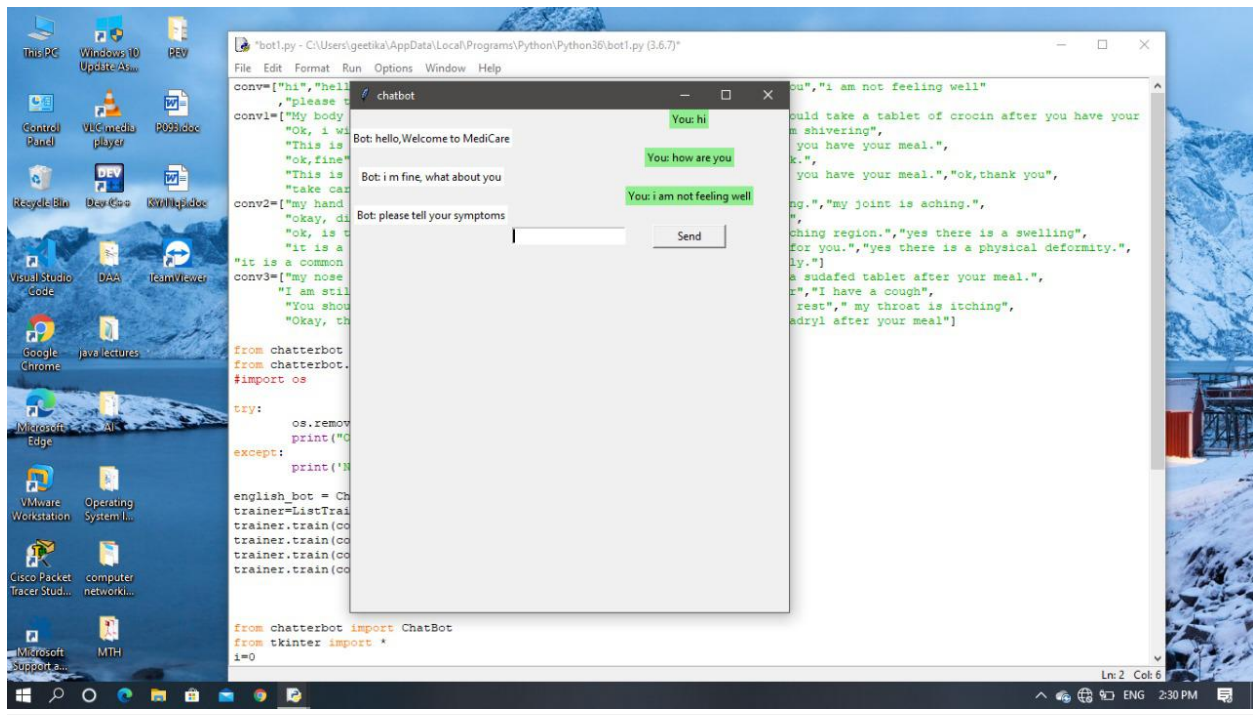 This PC
Windows 10
Update As...
PEV
Control
Panel
VLC media
player
P093.doc
Recycle Bin
Dev-C++
Visual Studio
Code
DAA
TeamViewer
Google
Chrome
java lectures
Microsoft
Edge
AI
VMware
Workstation
Operating
System l...
Cisco Packet
Tracer Stud...
computer
networki...
Microsoft
Support a...
MTH
*bot1.py - C:\Users\geetika\AppData\Local\Programs\Python\Python36\bot1.py (3.6.7)*
File Edit Format Run Options Window Help
conv=["hi","hell ou","i am not feeling well"
,"please t
conv1=["My body ould take a tablet of crocin after you have your
"Ok, i wi m shivering",
"This is you have your meal.",
"ok,fine" k.",
"This is you have your meal.","ok,thank you",
"take car
conv2=["my hand ng.","my joint is aching.",
"okay, di ",
"ok, is t ching region.","yes there is a swelling",
"it is a for you.","yes there is a physical deformity.",
"it is a common ly."]
conv3=["my nose a sudafed tablet after your meal.",
"I am stil r","I have a cough",
"You shou rest"," my throat is itching",
"Okay, th adryl after your meal"]
from chatterbot
from chatterbot.
#import os
try:
os.remov
print("O
except:
print('N
english_bot = Ch
trainer=ListTrai
trainer.train(co
trainer.train(co
trainer.train(co
trainer.train(co
from chatterbot import ChatBot
from tkinter import *
i=0
Ln: 2 Col: 6
chatbot
You: hi
Bot: hello,Welcome to MediCare
You: how are you
Bot: i m fine, what about you
You: i am not feeling well
Bot: please tell your symptoms
Send
ENG 2:30 PM